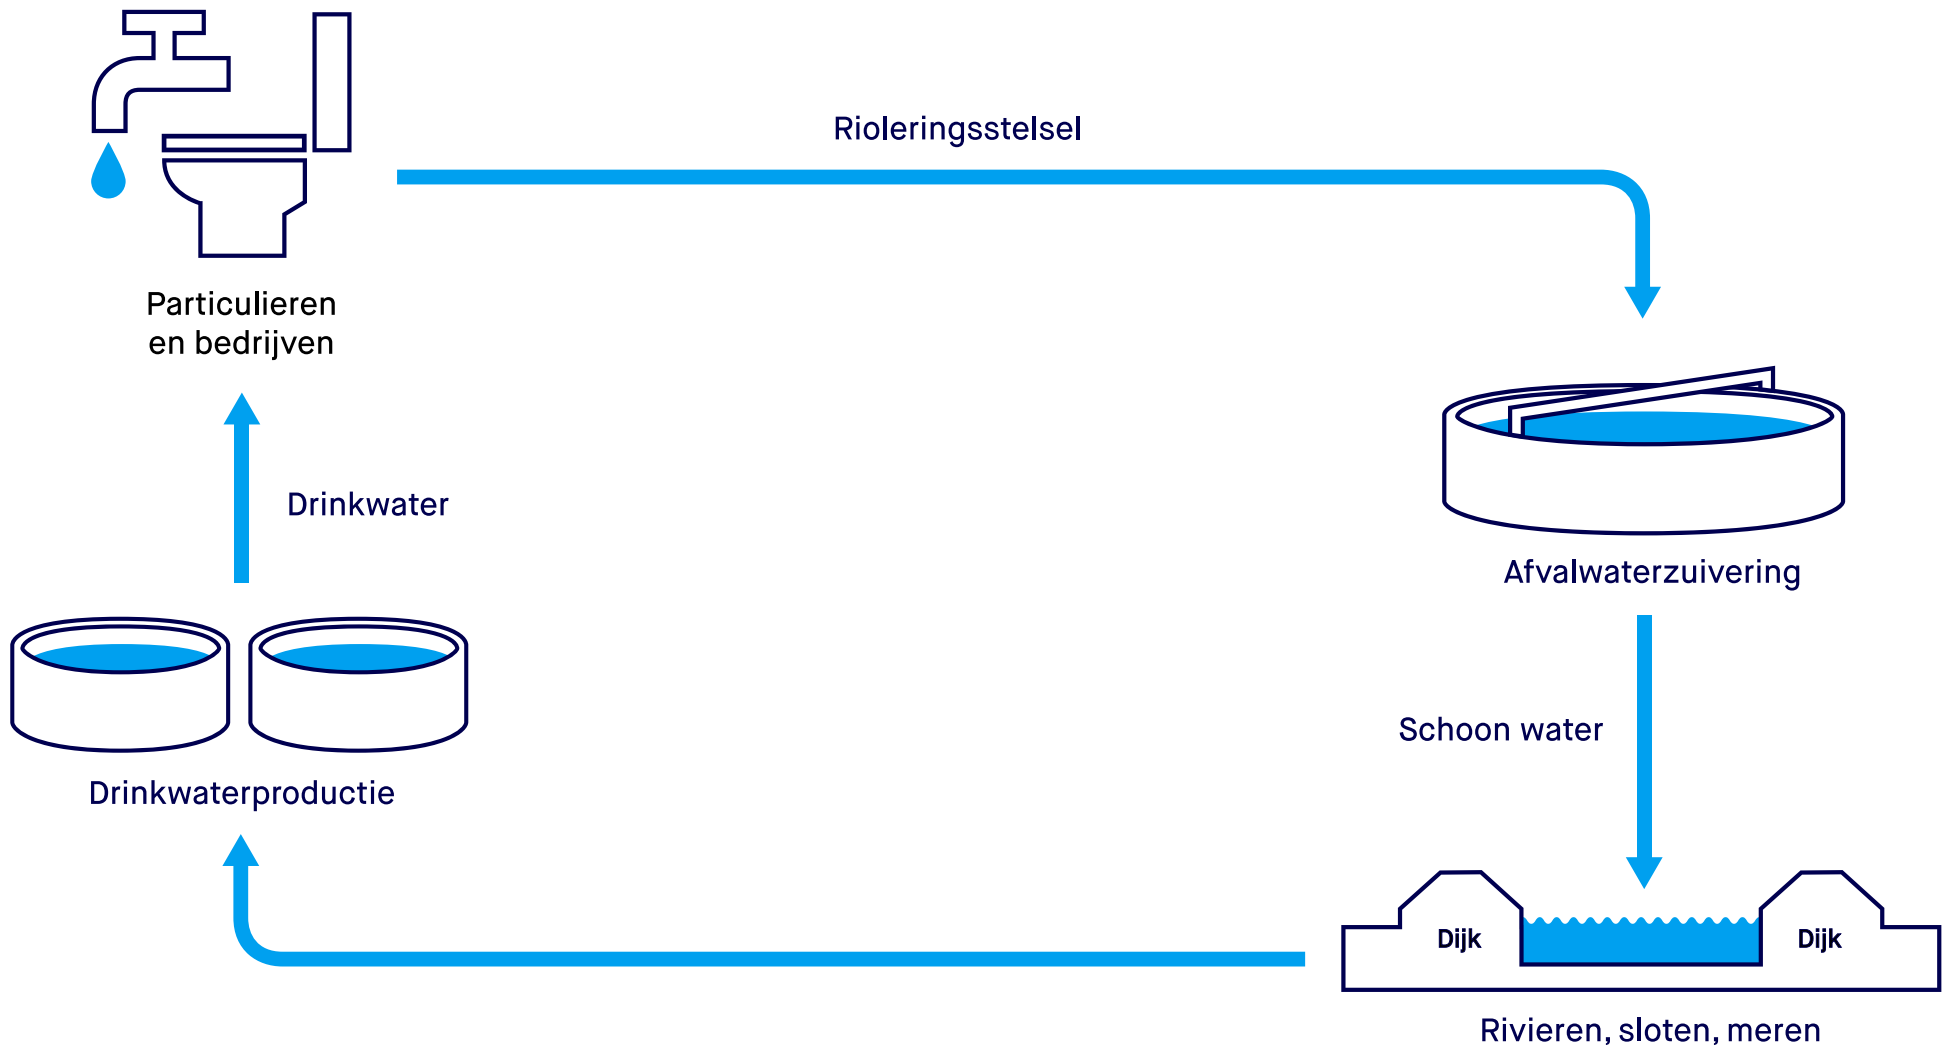 Rioleringsstelsel
Particulieren
en bedrijven
Drinkwater
Afvalwaterzuivering
Schoon water
Drinkwaterproductie
Dijk
Dijk
Rivieren, sloten, meren